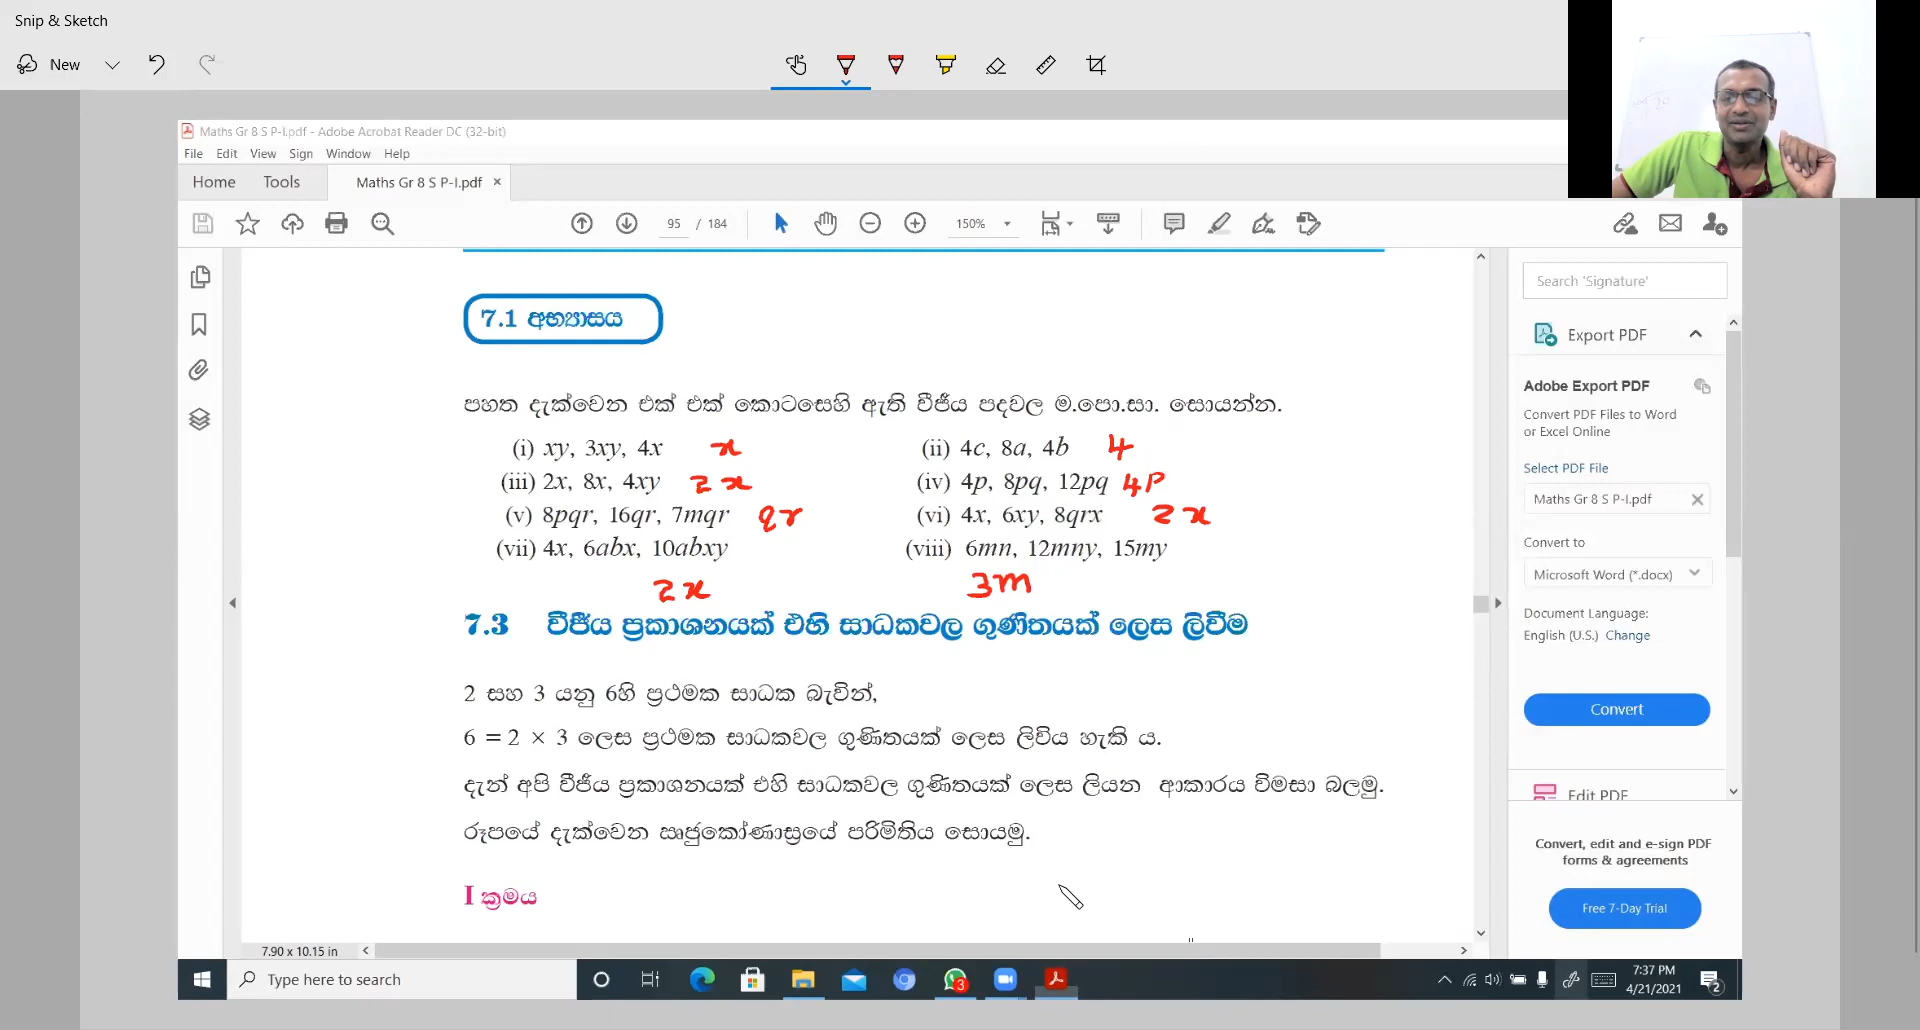 Snip & Sketch
New
Maths Gr 8 S P-I.pdf - Adobe Acrobat Reader DC (32-bit)
File Edit View Sign Window Help
Home Tools Maths Gr 8 S P-I.pdf ×
95 / 184 150%
Search 'Signature'
7.1 අභ්‍යාසය
Export PDF
Adobe Export PDF
Convert PDF Files to Word
or Excel Online
පහත දැක්වෙන එක් එක් කොටසෙහි ඇති වීජීය පදවල ම.පො.සා. සොයන්න.
(i) xy, 3xy, 4x x (ii) 4c, 8a, 4b 4
(iii) 2x, 8x, 4xy 2x (iv) 4p, 8pq, 12pq 4P
(v) 8pqr, 16qr, 7mqr qr (vi) 4x, 6xy, 8qrx 2x
(vii) 4x, 6abx, 10abxy (viii) 6mn, 12mny, 15my
2x 3m
Select PDF File
Maths Gr 8 S P-I.pdf
Convert to
Microsoft Word (*.docx)
Document Language:
English (U.S.) Change
Convert
7.3 වීජීය ප්‍රකාශනයක් එහි සාධකවල ගුණිතයක් ලෙස ලිවීම
2 සහ 3 යනු 6හි ප්‍රථමක සාධක බැවින්,
6 = 2 × 3 ලෙස ප්‍රථමක සාධකවල ගුණිතයක් ලෙස ලිවිය හැකි ය.
දැන් අපි වීජීය ප්‍රකාශනයක් එහි සාධකවල ගුණිතයක් ලෙස ලියන ආකාරය විමසා බලමු.
රූපයේ දැක්වෙන ඍජුකෝණාස්‍රයේ පරිමිතිය සොයමු.
I ක්‍රමය
Edit PDF
Convert, edit and e-sign PDF
forms & agreements
Free 7-Day Trial
7.90 x 10.15 in
Type here to search
3
7:37 PM
4/21/2021
2